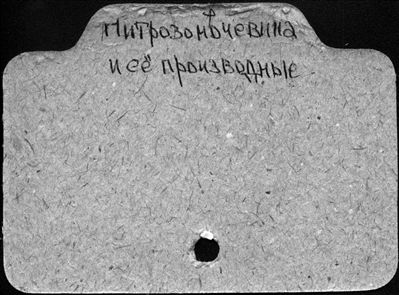 Нитрозомочевина
и её производные